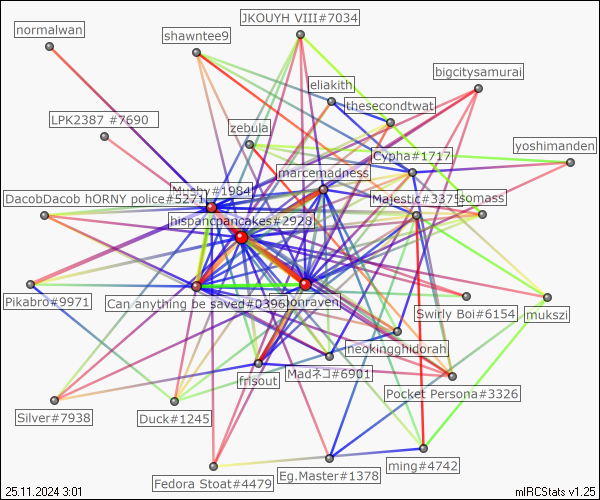 JKOUYH VIII#7034
normalwan
shawntee9
bigcitysamurai
eliakith
thesecondtwat
LPK2387 #7690
zebula
yoshimanden
Cypha#1717
marcemadness
Mushy#1984
DacobDacob hORNY police#5271
Majestic#3375
somass
hispancpancakes#2928
Pikabro#9971
Can anything be saved#0396
onraven
Swirly Boi#6154
mukszi
neokingghidorah
frisout
Madネコ#6901
Pocket Persona#3326
Silver#7938
Duck#1245
ming#4742
Fedora Stoat#4479
Eg.Master#1378
25.11.2024 3:01
mIRCStats v1.25